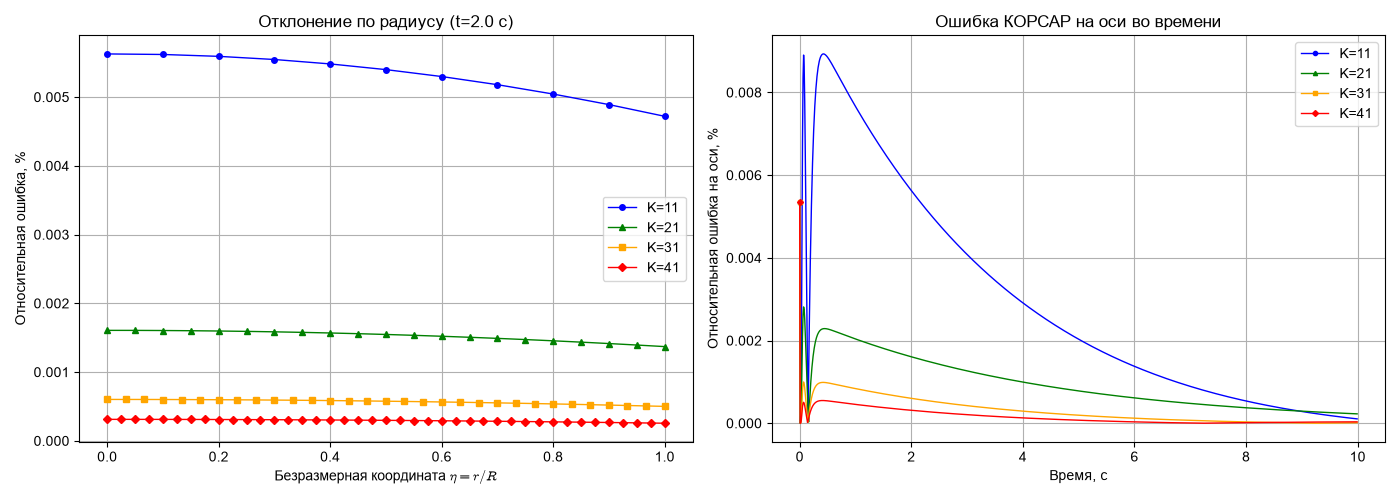 Отклонение по радиусу (t=2.0 с)
Относительная ошибка, %
0.005
0.004
0.003
0.002
0.001
0.000
K=11
K=21
K=31
K=41
0.0 0.2 0.4 0.6 0.8 1.0
Безразмерная координата η = r/R
Ошибка КОРСАР на оси во времени
Относительная ошибка на оси, %
0.008
0.006
0.004
0.002
0.000
K=11
K=21
K=31
K=41
0 2 4 6 8 10
Время, с